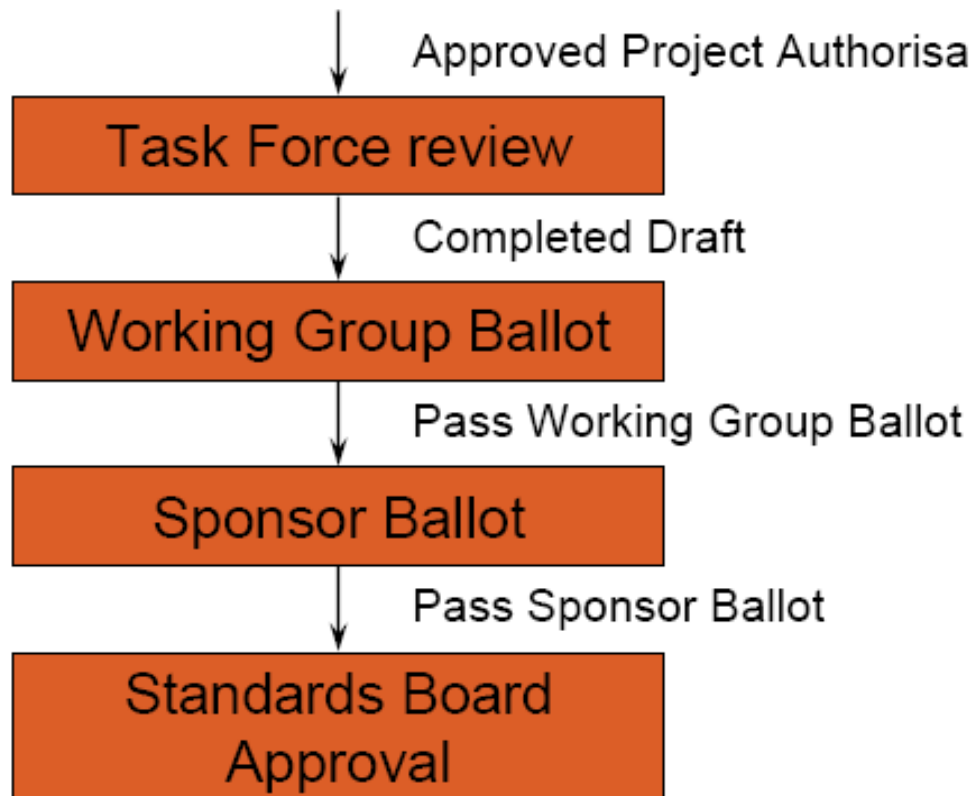 Approved Project Authorisa
Task Force review
Completed Draft
Working Group Ballot
Pass Working Group Ballot
Sponsor Ballot
Pass Sponsor Ballot
Standards Board
Approval